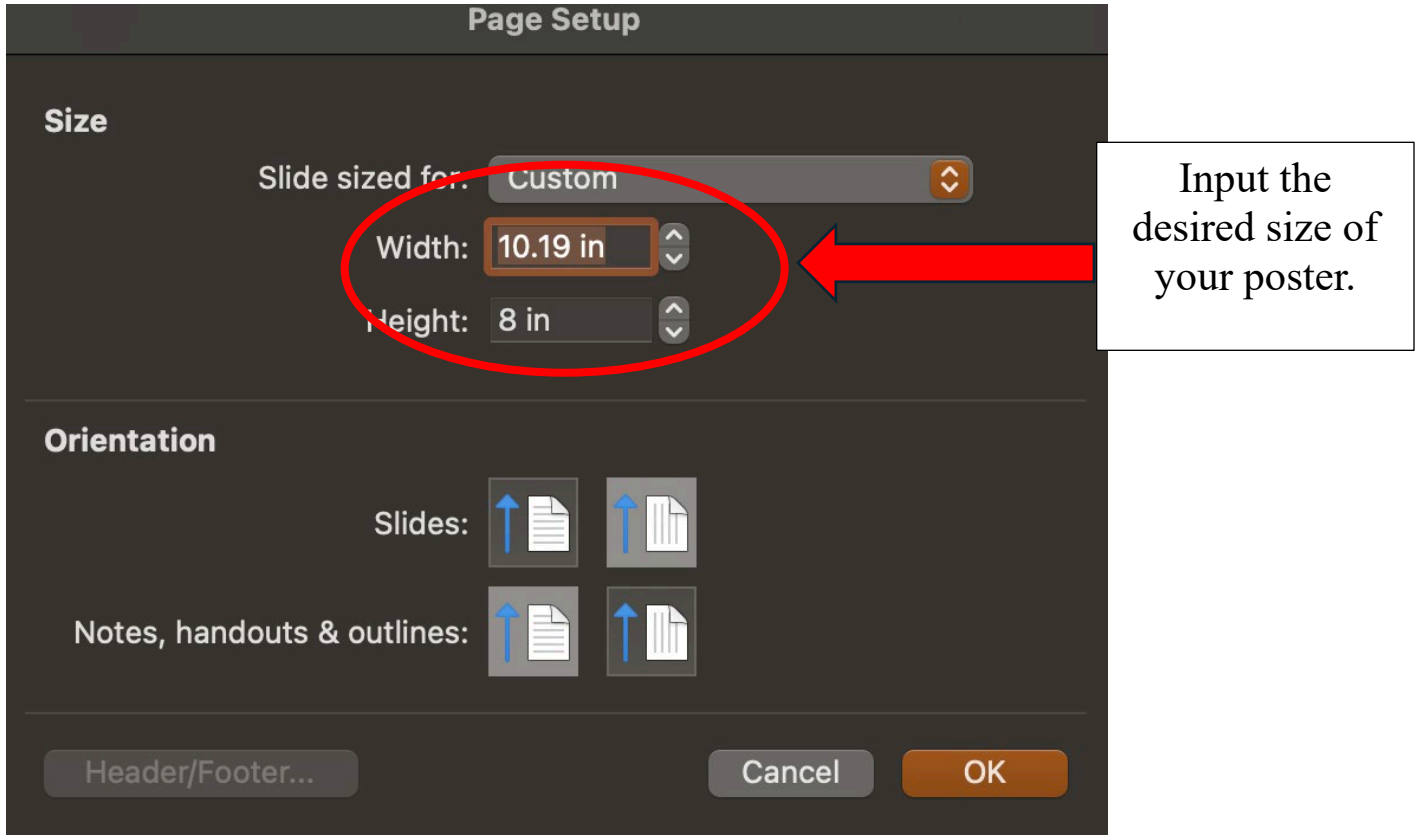 Page Setup
Size
Slide sized for: Custom
Width: 10.19 in
Height: 8 in
Input the
desired size of
your poster.
Orientation
Slides:
Notes, handouts & outlines:
Header/Footer...
Cancel
OK